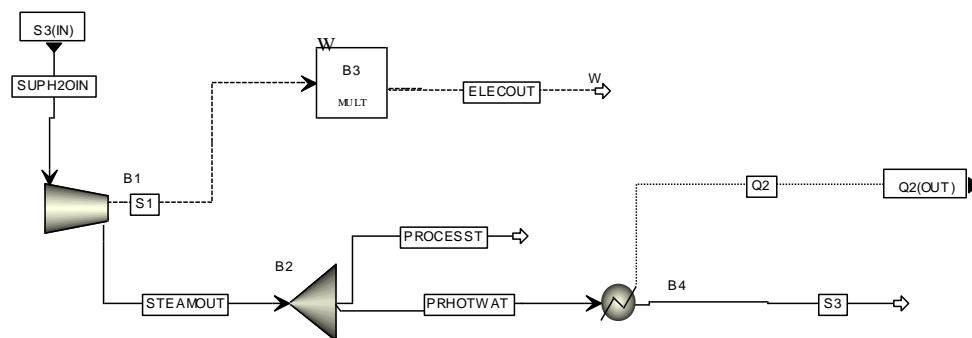 S3(IN)
SUPH2OIN
W
B3
MULT
ELECOUT
W
B1
S1
Q2
Q2(OUT)
PROCESST
B2
STEAMOUT
PRHOTWAT
B4
S3